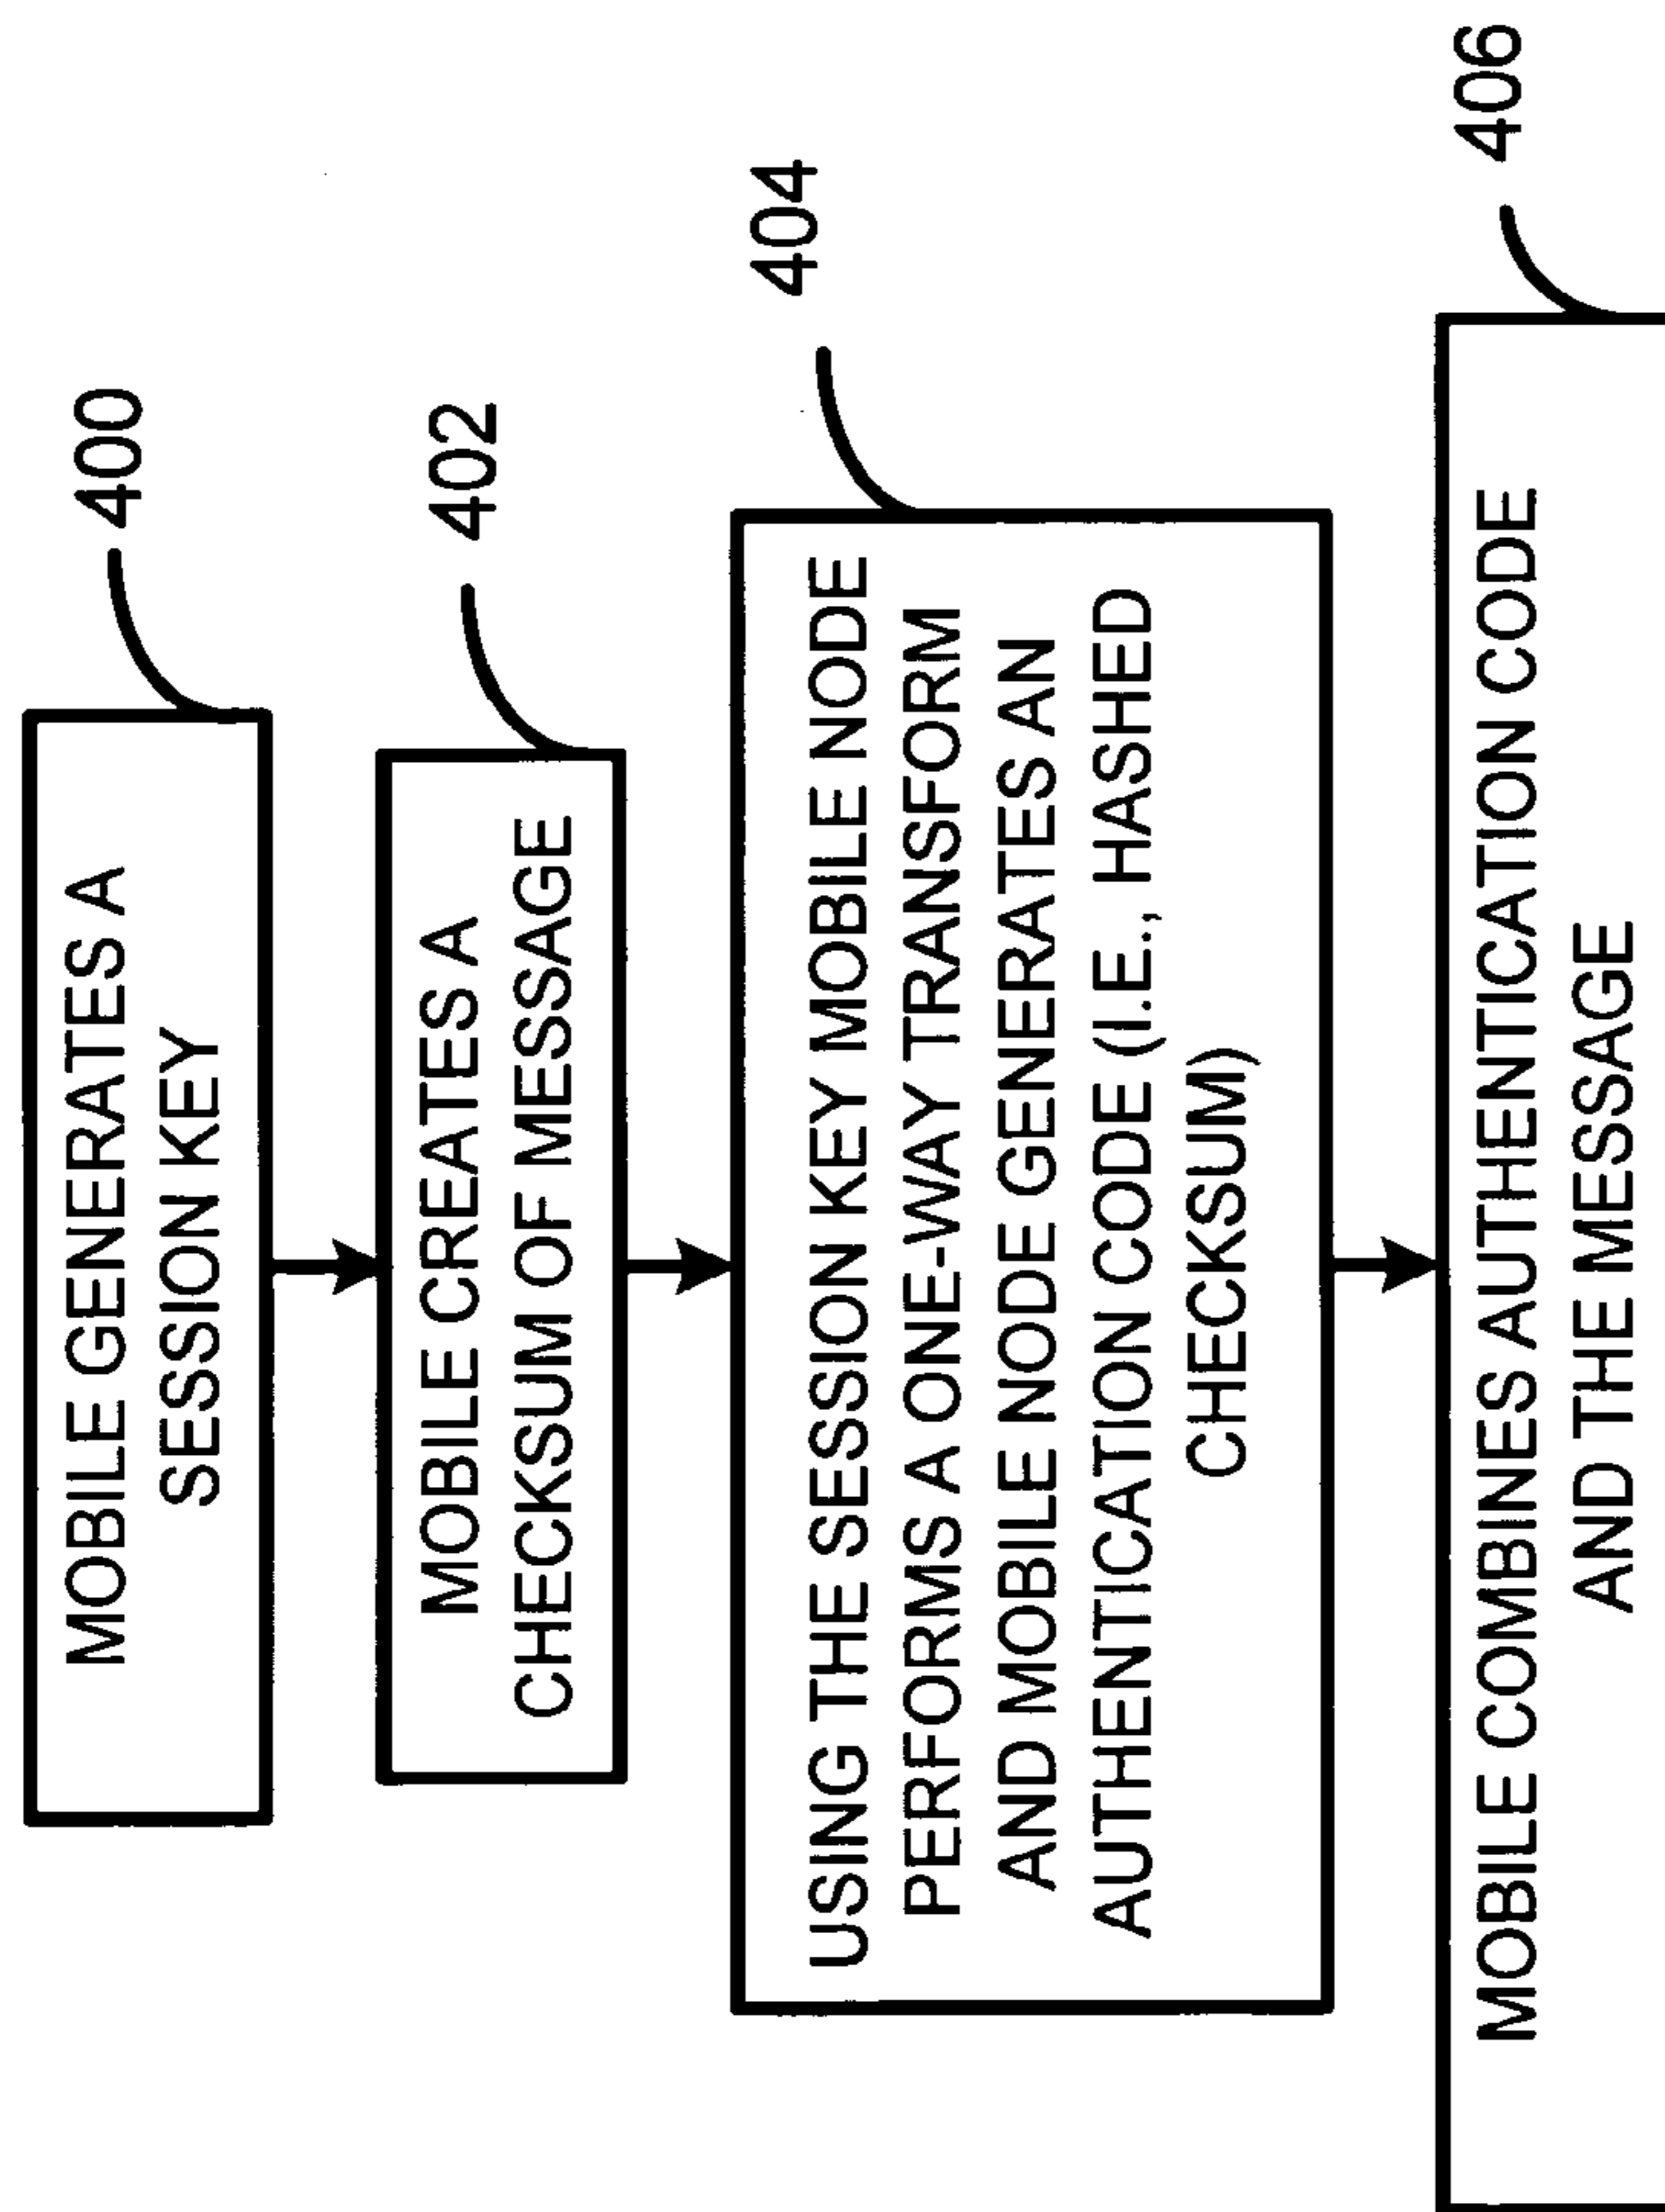 MOBILE GENERATES A
SESSION KEY
400
MOBILE CREATES A
CHECKSUM OF MESSAGE
402
USING THE SESSION KEY MOBILE NODE
PERFORMS A ONE-WAY TRANSFORM
AND MOBILE NODE GENERATES AN
AUTHENTICATION CODE (I.E., HASHED
CHECKSUM)
404
MOBILE COMBINES AUTHENTICATION CODE
AND THE MESSAGE
406